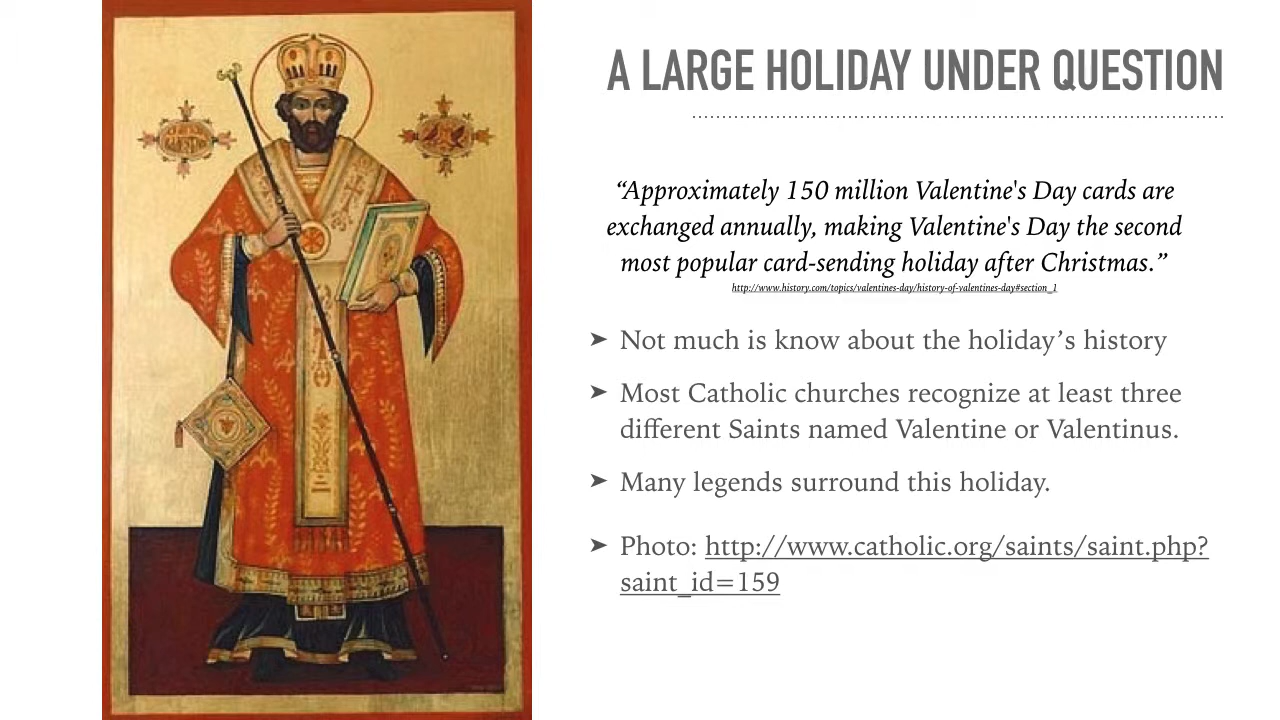 A LARGE HOLIDAY UNDER QUESTION
“Approximately 150 million Valentine's Day cards are
exchanged annually, making Valentine's Day the second
most popular card-sending holiday after Christmas.”
http://www.history.com/topics/valentines-day/history-of-valentines-day#section_1
➤ Not much is know about the holiday’s history
➤ Most Catholic churches recognize at least three
different Saints named Valentine or Valentinus.
➤ Many legends surround this holiday.
➤ Photo: http://www.catholic.org/saints/saint.php?
saint_id=159